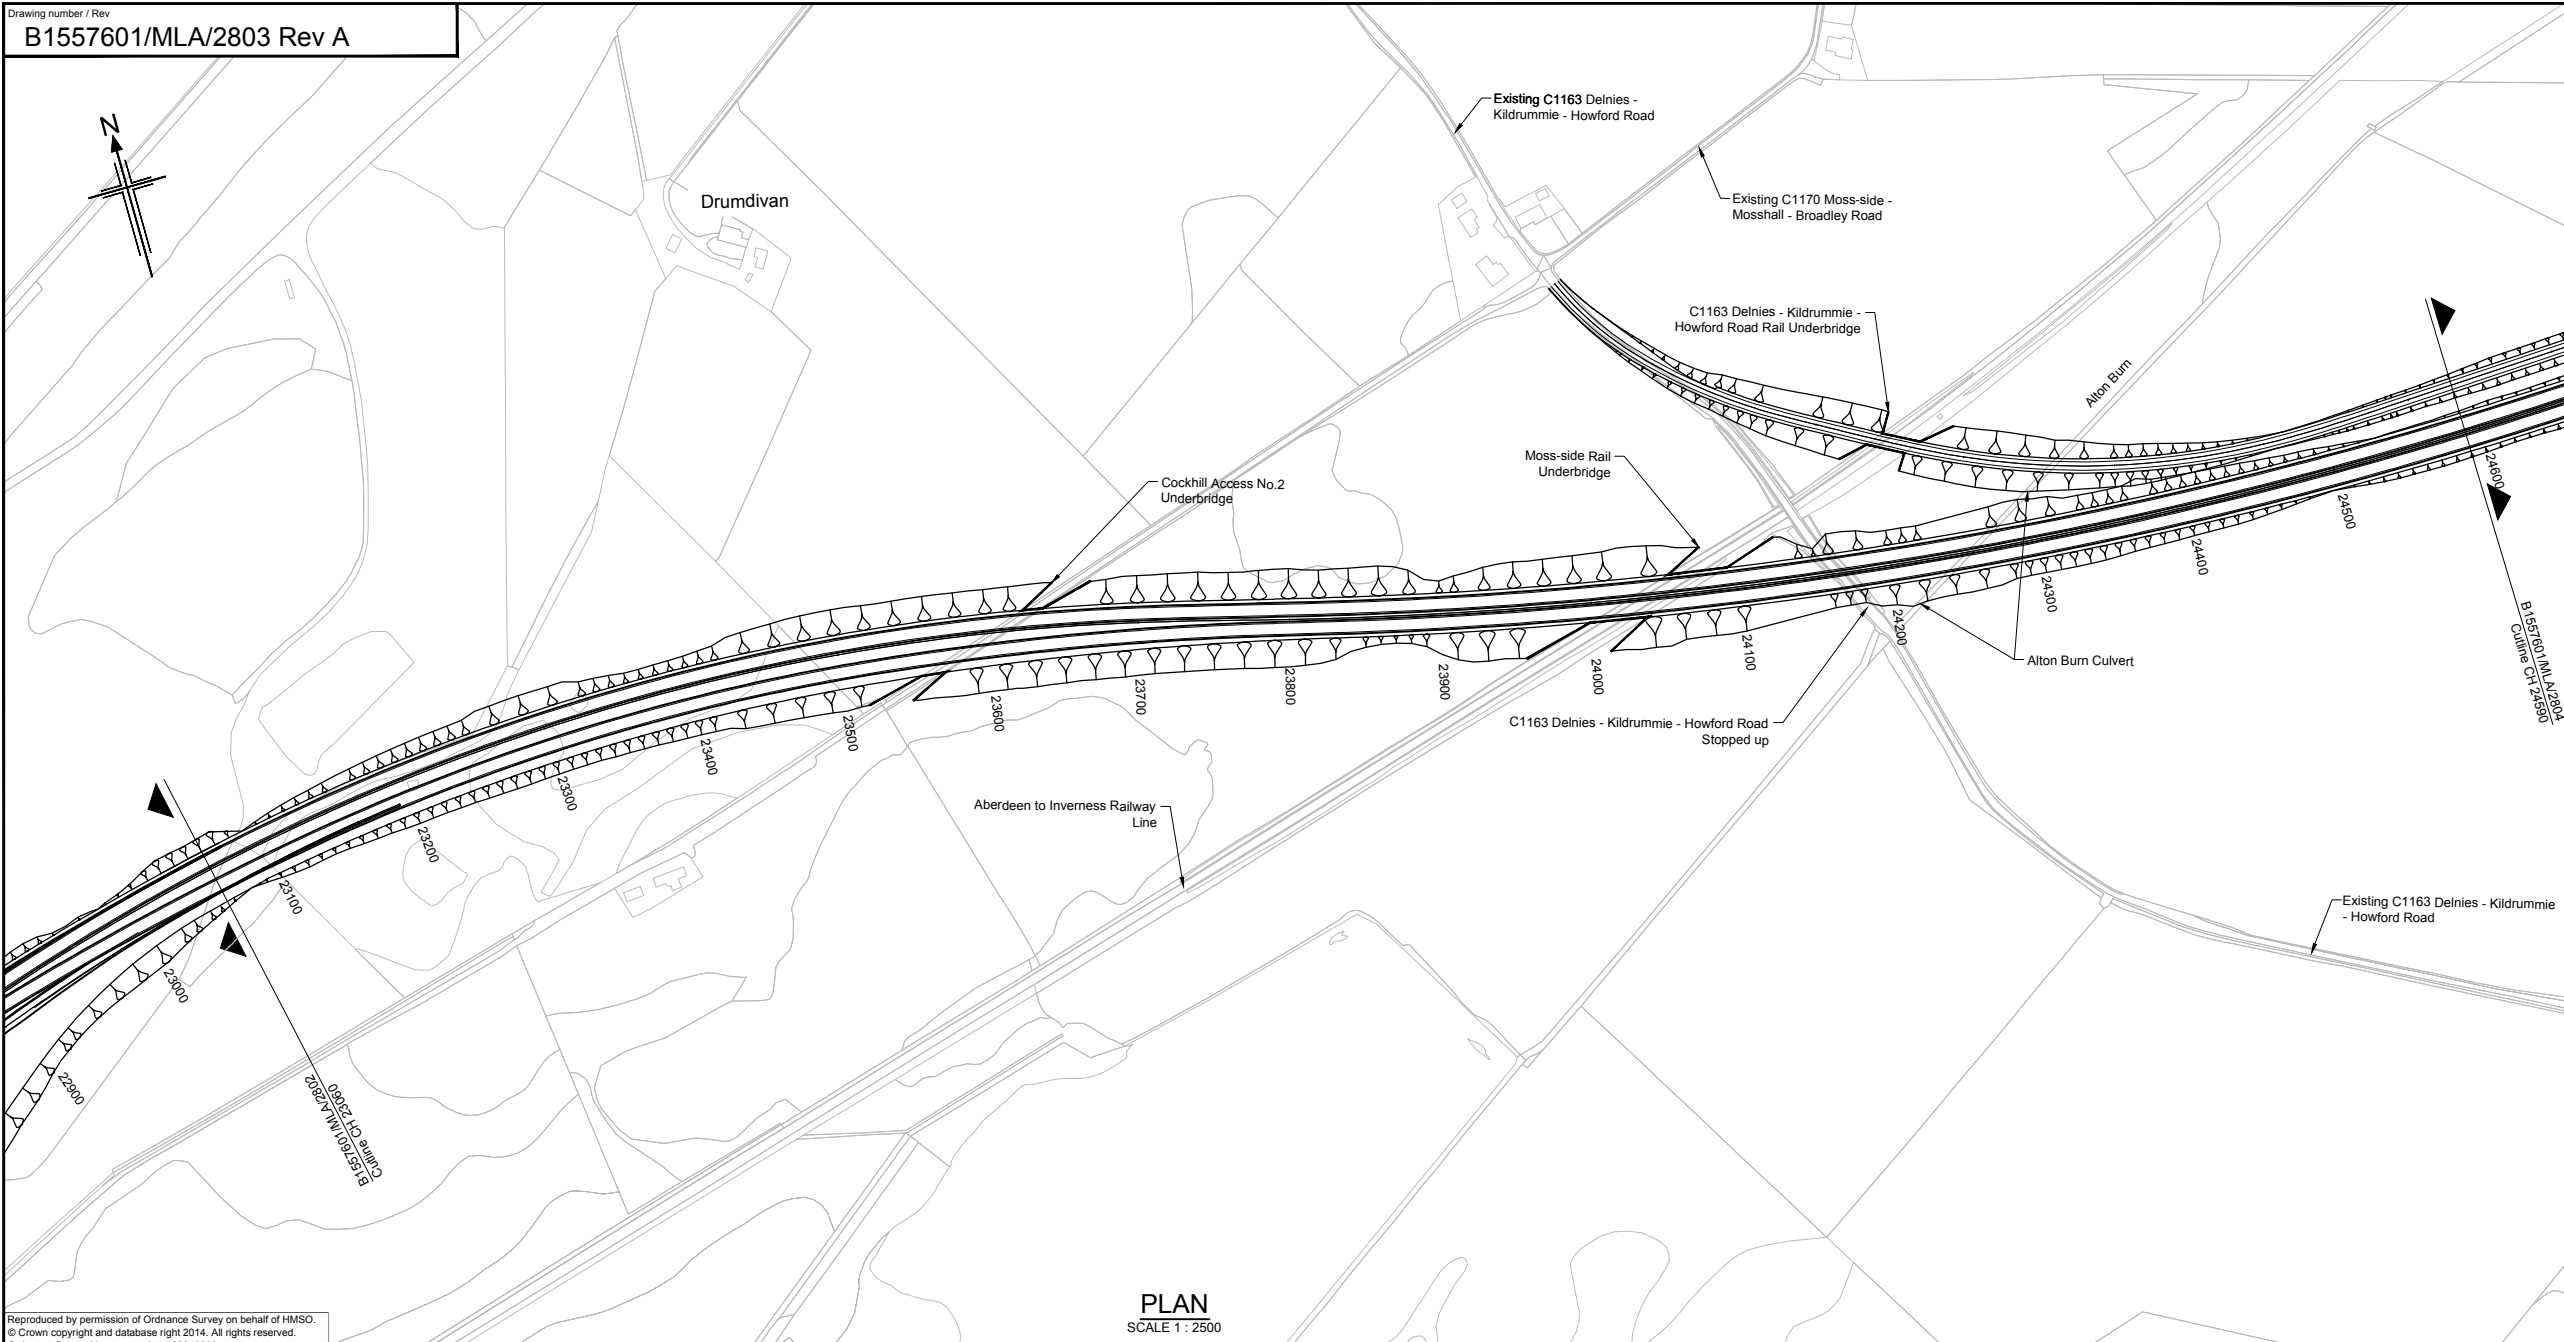 Drawing number / Rev
B1557601/MLA/2803 Rev A
N
Drumdivan
Existing C1163 Delnies -
Kildrummie - Howford Road
Existing C1170 Moss-side -
Mosshall - Broadley Road
C1163 Delnies - Kildrummie -
Howford Road Rail Underbridge
Alton Burn
Moss-side Rail
Underbridge
Cockhill Access No.2
Underbridge
Alton Burn Culvert
C1163 Delnies - Kildrummie - Howford Road
Stopped up
Aberdeen to Inverness Railway
Line
Existing C1163 Delnies - Kildrummie
- Howford Road
22900
23000
23100
23200
23300
23400
23500
23600
23700
23800
23900
24000
24100
24200
24300
24400
24500
24600
B1557601/MLA/2802
Cutline CH 23060
B1557601/MLA/2804
Cutline CH 24590
PLAN
SCALE 1 : 2500
Reproduced by permission of Ordnance Survey on behalf of HMSO.
© Crown copyright and database right 2014. All rights reserved.